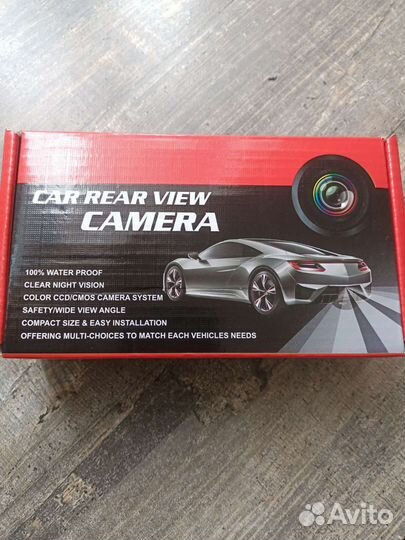 CAR REAR VIEW
CAMERA
100% WATER PROOF
CLEAR NIGHT VISION
COLOR CCD/CMOS CAMERA SYSTEM
SAFETY/WIDE VIEW ANGLE
COMPACT SIZE & EASY INSTALLATION
OFFERING MULTI-CHOICES TO MATCH EACH VEHICLES NEEDS
Avito